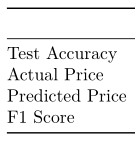 Test Accuracy
Actual Price
Predicted Price
F1 Score